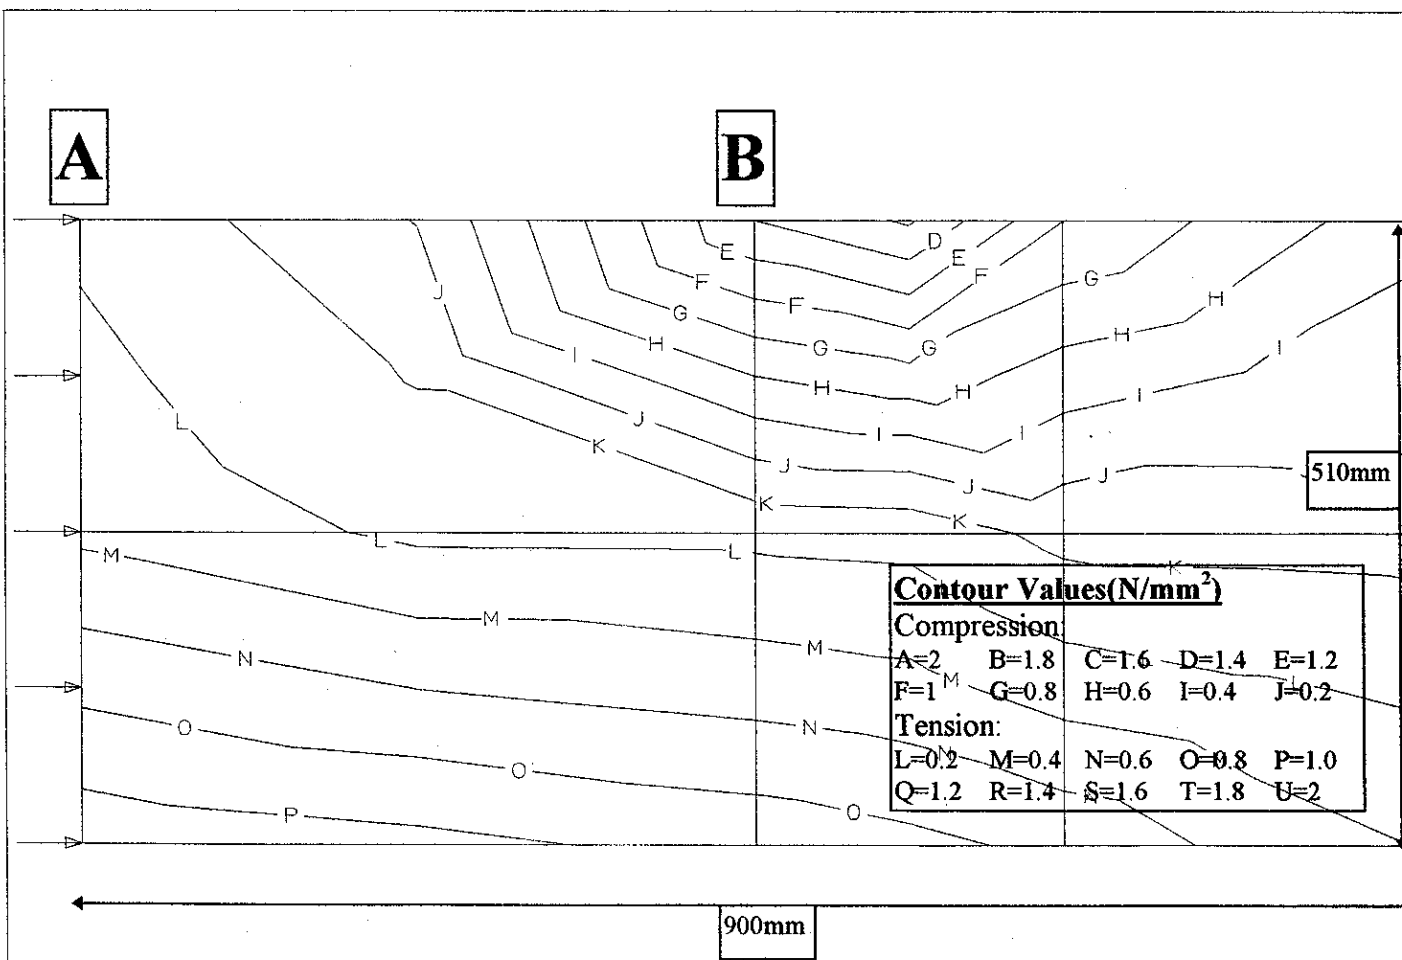 A B
D
E E
F F
G
J G H
F
G G H
H I
I
H H I
L J I I
K J J J
K K
L L K
M
M M L
N M
O N N
O N
P O
510mm
Contour Values(N/mm²)
Compression:
A=2 B=1.8 C=1.6 D=1.4 E=1.2
F=1 G=0.8 H=0.6 I=0.4 J=0.2
Tension:
L=0.2 M=0.4 N=0.6 O=0.8 P=1.0
Q=1.2 R=1.4 S=1.6 T=1.8 U=2
900mm